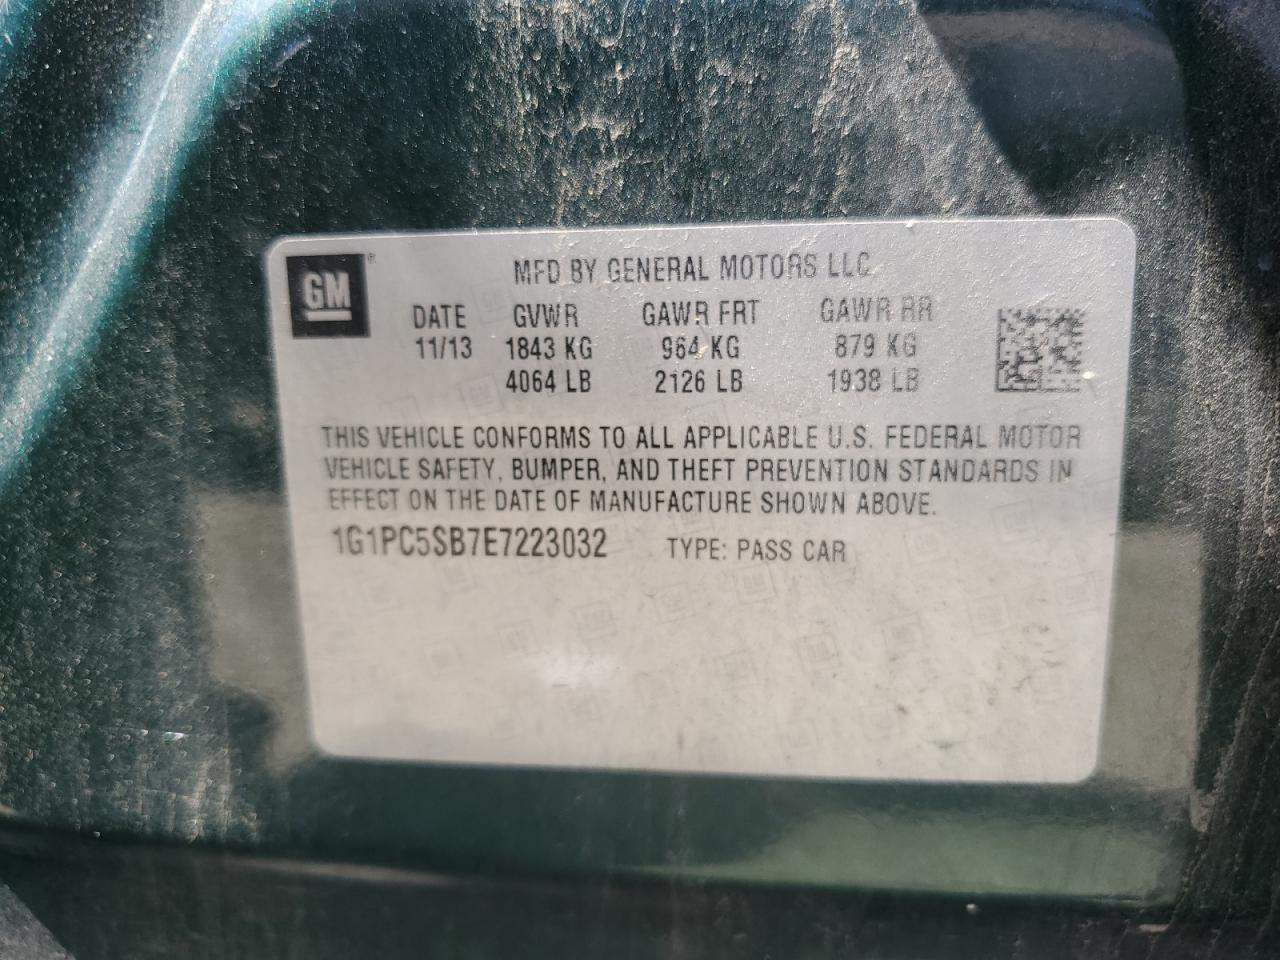 GM
MFD BY GENERAL MOTORS LLC
DATE GVWR GAWR FRT GAWR RR
11/13 1843 KG 964 KG 879 KG
4064 LB 2126 LB 1938 LB
THIS VEHICLE CONFORMS TO ALL APPLICABLE U.S. FEDERAL MOTOR
VEHICLE SAFETY, BUMPER, AND THEFT PREVENTION STANDARDS IN
EFFECT ON THE DATE OF MANUFACTURE SHOWN ABOVE.
1G1PC5SB7E7223032 TYPE: PASS CAR